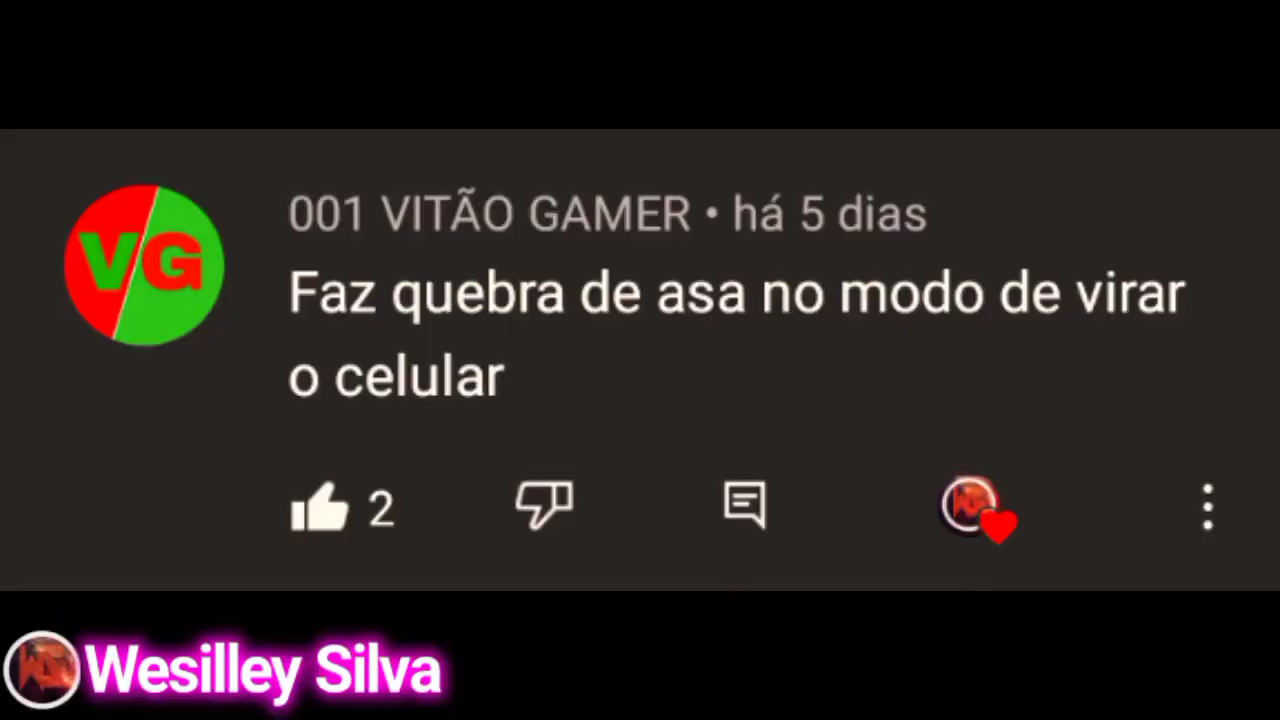 VG
001 VITÃO GAMER • há 5 dias
Faz quebra de asa no modo de virar
o celular
2
Wesilley Silva